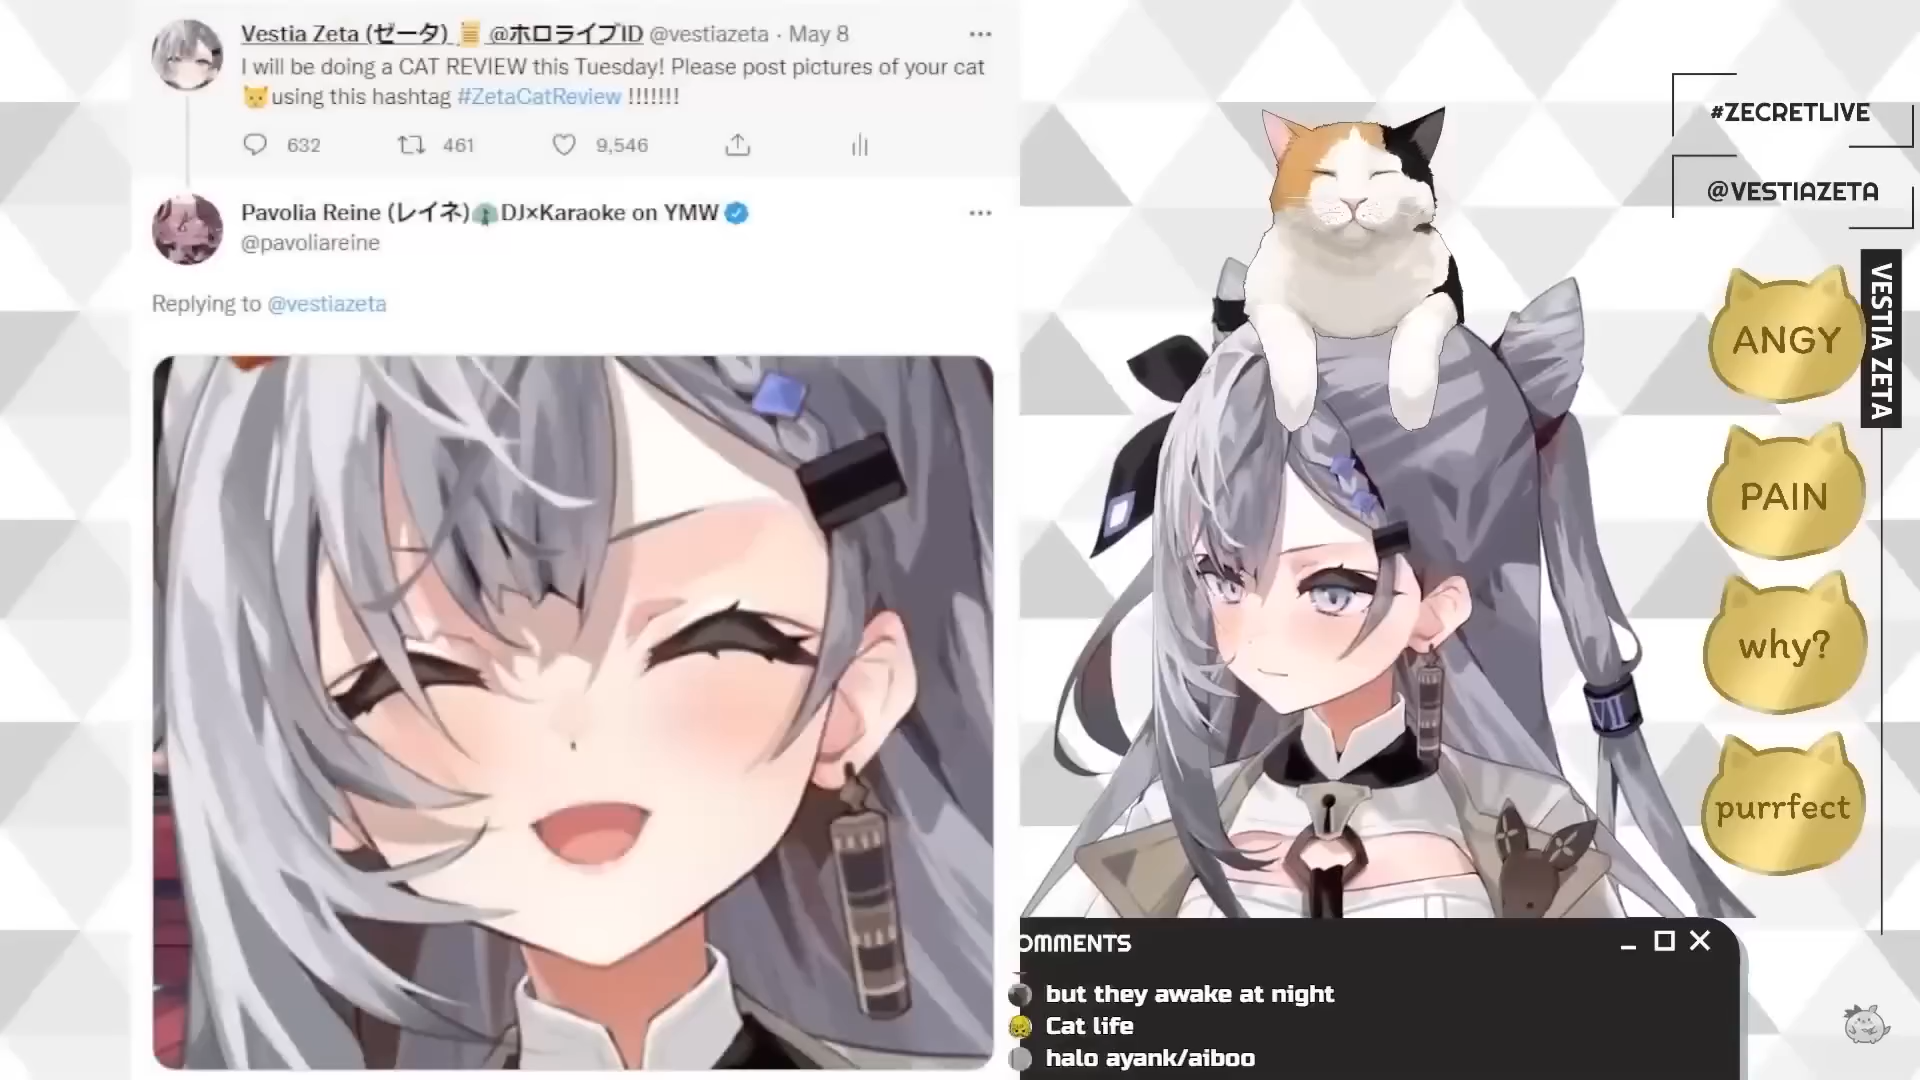 Vestia Zeta (ゼータ) 📜 @ホロライブID @vestiazeta · May 8
I will be doing a CAT REVIEW this Tuesday! Please post pictures of your cat
🐱using this hashtag #ZetaCatReview !!!!!!!
632 461 9,546
Pavolia Reine (レイネ)🦚DJ×Karaoke on YMW
@pavoliareine
Replying to @vestiazeta
#ZECRETLIVE
@VESTIAZETA
VESTIA ZETA
ANGY
PAIN
why?
purrfect
VII
OMMENTS
but they awake at night
Cat life
halo ayank/aiboo